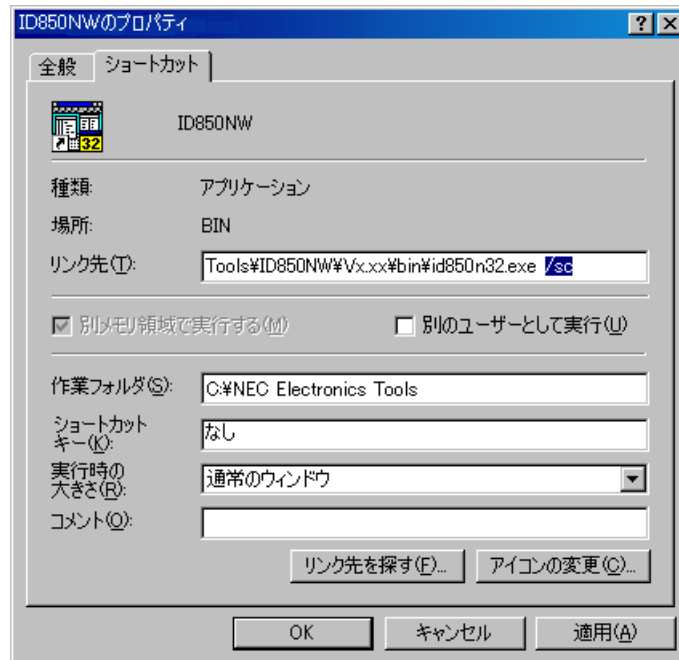 ID850NWのプロパティ
全般 ショートカット
32
ID850NW
種類: アプリケーション
場所: BIN
リンク先(T): Tools¥ID850NW¥Vx.xx¥bin¥id850n32.exe /sc
別メモリ領域で実行する(M) 別のユーザーとして実行(U)
作業フォルダ(S): C:¥NEC Electronics Tools
ショートカット
キー(K): なし
実行時の
大きさ(R): 通常のウィンドウ
コメント(O):
リンク先を探す(F)... アイコンの変更(C)...
OK キャンセル 適用(A)